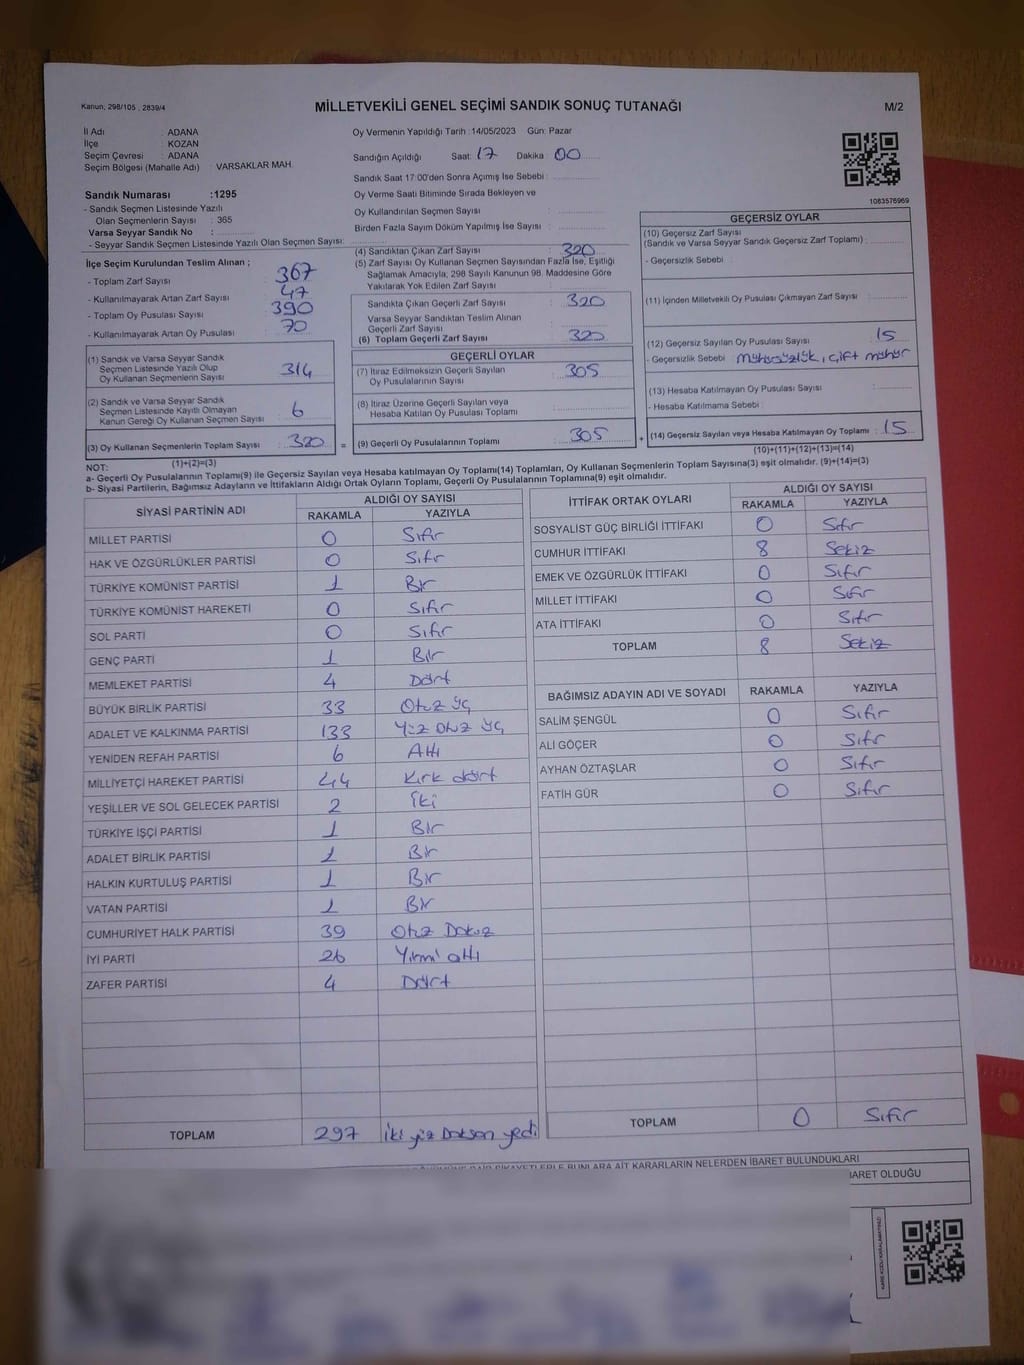 Kanun; 298/105 , 2839/4
MİLLETVEKİLİ GENEL SEÇİMİ SANDIK SONUÇ TUTANAĞI
M/2
İl Adı : ADANA
İlçe : KOZAN
Seçim Çevresi : ADANA
Seçim Bölgesi (Mahalle Adı) : VARSAKLAR MAH.
Sandık Numarası :1295
- Sandık Seçmen Listesinde Yazılı
Olan Seçmenlerin Sayısı : 365
Varsa Seyyar Sandık No :
- Seyyar Sandık Seçmen Listesinde Yazılı Olan Seçmen Sayısı:
Oy Vermenin Yapıldığı Tarih :14/05/2023 Gün: Pazar
Sandığın Açıldığı Saat: 17 Dakika : 00
Sandık Saat 17:00'den Sonra Açımış İse Sebebi :
Oy Verme Saati Bitiminde Sırada Bekleyen ve
Oy Kullandırılan Seçmen Sayısı :
Birden Fazla Sayım Döküm Yapılmış İse Sayısı :
1083576969
İlçe Seçim Kurulundan Teslim Alınan ;
- Toplam Zarf Sayısı : 367
- Kullanılmayarak Artan Zarf Sayısı : 47
- Toplam Oy Pusulası Sayısı : 390
- Kullanılmayarak Artan Oy Pusulası : 70
(1) Sandık ve Varsa Seyyar Sandık
Seçmen Listesinde Yazılı Olup
Oy Kullanan Seçmenlerin Sayısı : 314
(2) Sandık ve Varsa Seyyar Sandık
Seçmen Listesinde Kayıtlı Olmayan
Kanun Gereği Oy Kullanan Seçmen Sayısı : 6
(3) Oy Kullanan Seçmenlerin Toplam Sayısı : 320 =
(1)+(2)=(3)
(4) Sandıktan Çıkan Zarf Sayısı : 320
(5) Zarf Sayısı Oy Kullanan Seçmen Sayısından Fazla İse, Eşitliği
Sağlamak Amacıyla, 298 Sayılı Kanunun 98. Maddesine Göre
Yakılarak Yok Edilen Zarf Sayısı :
Sandıkta Çıkan Geçerli Zarf Sayısı : 320
Varsa Seyyar Sandıktan Teslim Alınan
Geçerli Zarf Sayısı :
(6) Toplam Geçerli Zarf Sayısı : 320
GEÇERLİ OYLAR
(7) İtiraz Edilmeksizin Geçerli Sayılan
Oy Pusulalarının Sayısı : 305
(8) İtiraz Üzerine Geçerli Sayılan veya
Hesaba Katılan Oy Pusulası Toplamı :
(9) Geçerli Oy Pusulalarının Toplamı : 305 +
GEÇERSİZ OYLAR
(10) Geçersiz Zarf Sayısı
(Sandık ve Varsa Seyyar Sandık Geçersiz Zarf Toplamı) :
- Geçersizlik Sebebi :
(11) İçinden Milletvekili Oy Pusulası Çıkmayan Zarf Sayısı :
(12) Geçersiz Sayılan Oy Pusulası Sayısı : 15
- Geçersizlik Sebebi : mühürsüzlük, çift mühür
(13) Hesaba Katılmayan Oy Pusulası Sayısı :
- Hesaba Katılmama Sebebi :
(14) Geçersiz Sayılan veya Hesaba Katılmayan Oy Toplamı : 15
(10)+(11)+(12)+(13)=(14)
NOT:
a- Geçerli Oy Pusulalarının Toplamı(9) ile Geçersiz Sayılan veya Hesaba katılmayan Oy Toplamı(14) Toplamları, Oy Kullanan Seçmenlerin Toplam Sayısına(3) eşit olmalıdır. (9)+(14)=(3)
b- Siyasi Partilerin, Bağımsız Adayların ve İttifakların Aldığı Ortak Oyların Toplamı, Geçerli Oy Pusulalarının Toplamına(9) eşit olmalıdır.
SİYASİ PARTİNİN ADI ALDIĞI OY SAYISI
RAKAMLA YAZIYLA
MİLLET PARTİSİ 0 Sıfır
HAK VE ÖZGÜRLÜKLER PARTİSİ 0 Sıfır
TÜRKİYE KOMÜNİST PARTİSİ 1 Bir
TÜRKİYE KOMÜNİST HAREKETİ 0 Sıfır
SOL PARTİ 0 Sıfır
GENÇ PARTİ 1 Bir
MEMLEKET PARTİSİ 4 Dört
BÜYÜK BİRLİK PARTİSİ 33 Otuz üç
ADALET VE KALKINMA PARTİSİ 133 Yüz otuz üç
YENİDEN REFAH PARTİSİ 6 Altı
MİLLİYETÇİ HAREKET PARTİSİ 44 Kırk dört
YEŞİLLER VE SOL GELECEK PARTİSİ 2 İki
TÜRKİYE İŞÇİ PARTİSİ 1 Bir
ADALET BİRLİK PARTİSİ 1 Bir
HALKIN KURTULUŞ PARTİSİ 1 Bir
VATAN PARTİSİ 1 Bir
CUMHURİYET HALK PARTİSİ 39 Otuz Dokuz
İYİ PARTİ 26 Yirmi altı
ZAFER PARTİSİ 4 Dört
TOPLAM 297 İki yüz Doksan yedi
İTTİFAK ORTAK OYLARI ALDIĞI OY SAYISI
RAKAMLA YAZIYLA
SOSYALİST GÜÇ BİRLİĞİ İTTİFAKI 0 Sıfır
CUMHUR İTTİFAKI 8 Sekiz
EMEK VE ÖZGÜRLÜK İTTİFAKI 0 Sıfır
MİLLET İTTİFAKI 0 Sıfır
ATA İTTİFAKI 0 Sıfır
TOPLAM 8 Sekiz
BAĞIMSIZ ADAYIN ADI VE SOYADI RAKAMLA YAZIYLA
SALİM ŞENGÜL 0 Sıfır
ALİ GÖÇER 0 Sıfır
AYHAN ÖZTAŞLAR 0 Sıfır
FATİH GÜR 0 Sıfır
TOPLAM 0 Sıfır
ŞİKAYETLERLE BUNLARA AİT KARARLARIN NELERDEN İBARET BULUNDUKLARI
BARET OLDUĞU